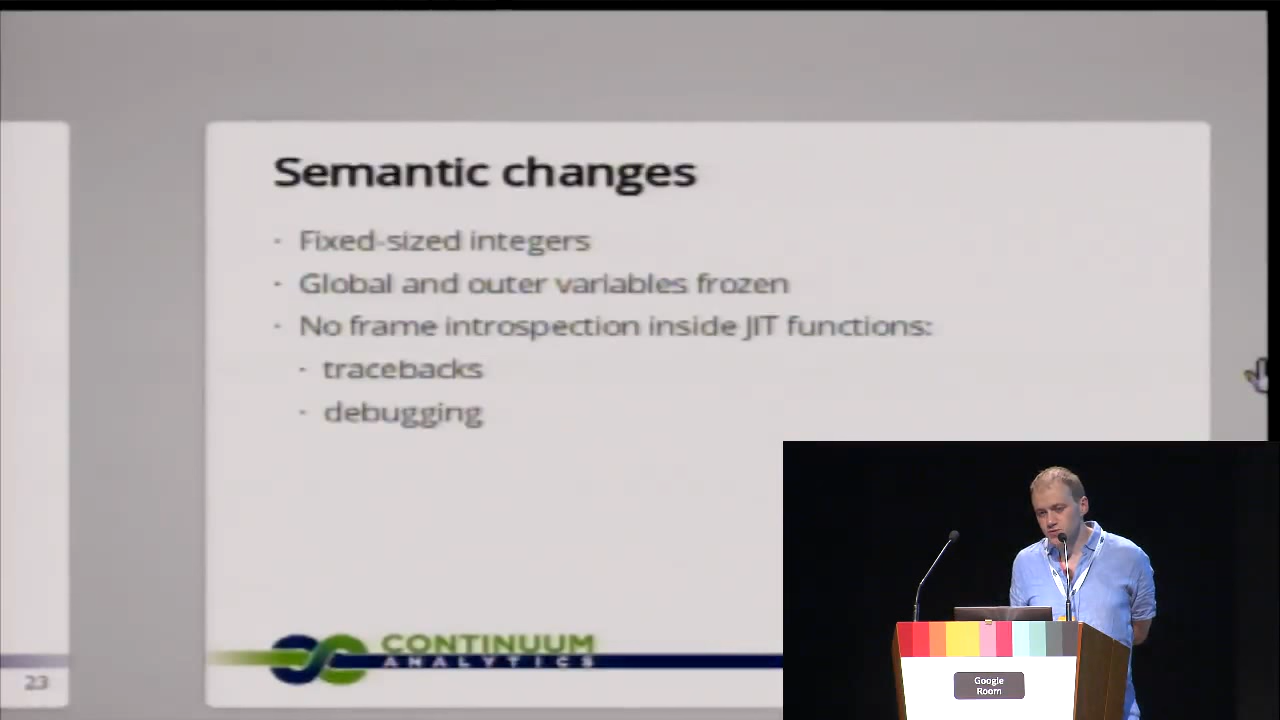 Semantic changes
· Fixed-sized integers
· Global and outer variables frozen
· No frame introspection inside JIT functions:
· tracebacks
· debugging
CONTINUUM
ANALYTICS
23
Google
Room